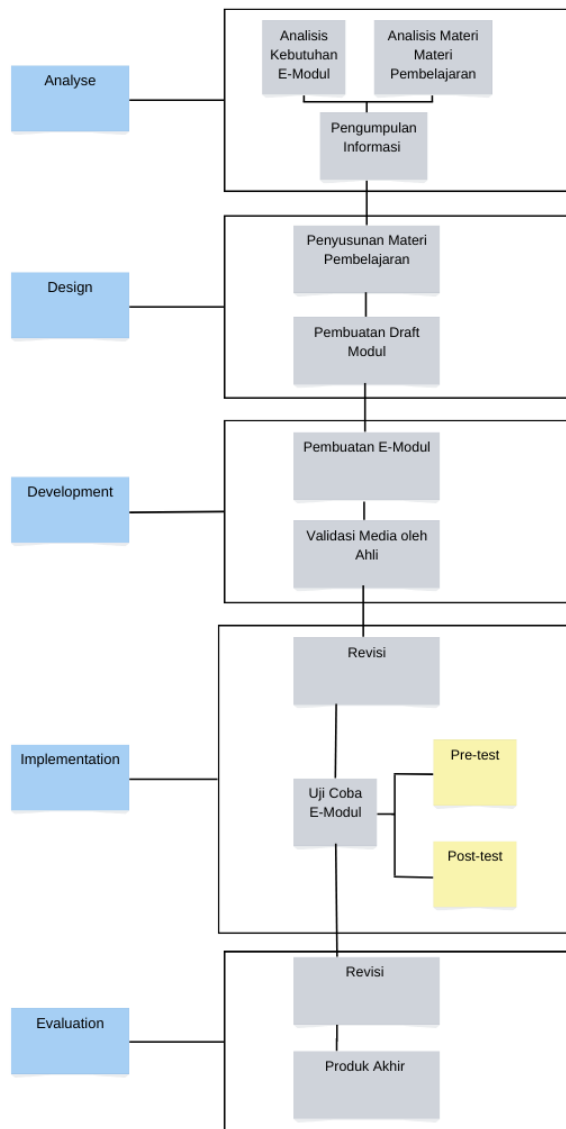 Analyse
Analisis
Kebutuhan
E-Modul
Analisis Materi
Materi
Pembelajaran
Pengumpulan
Informasi
Design
Penyusunan Materi
Pembelajaran
Pembuatan Draft
Modul
Development
Pembuatan E-Modul
Validasi Media oleh
Ahli
Implementation
Revisi
Uji Coba
E-Modul
Pre-test
Post-test
Evaluation
Revisi
Produk Akhir